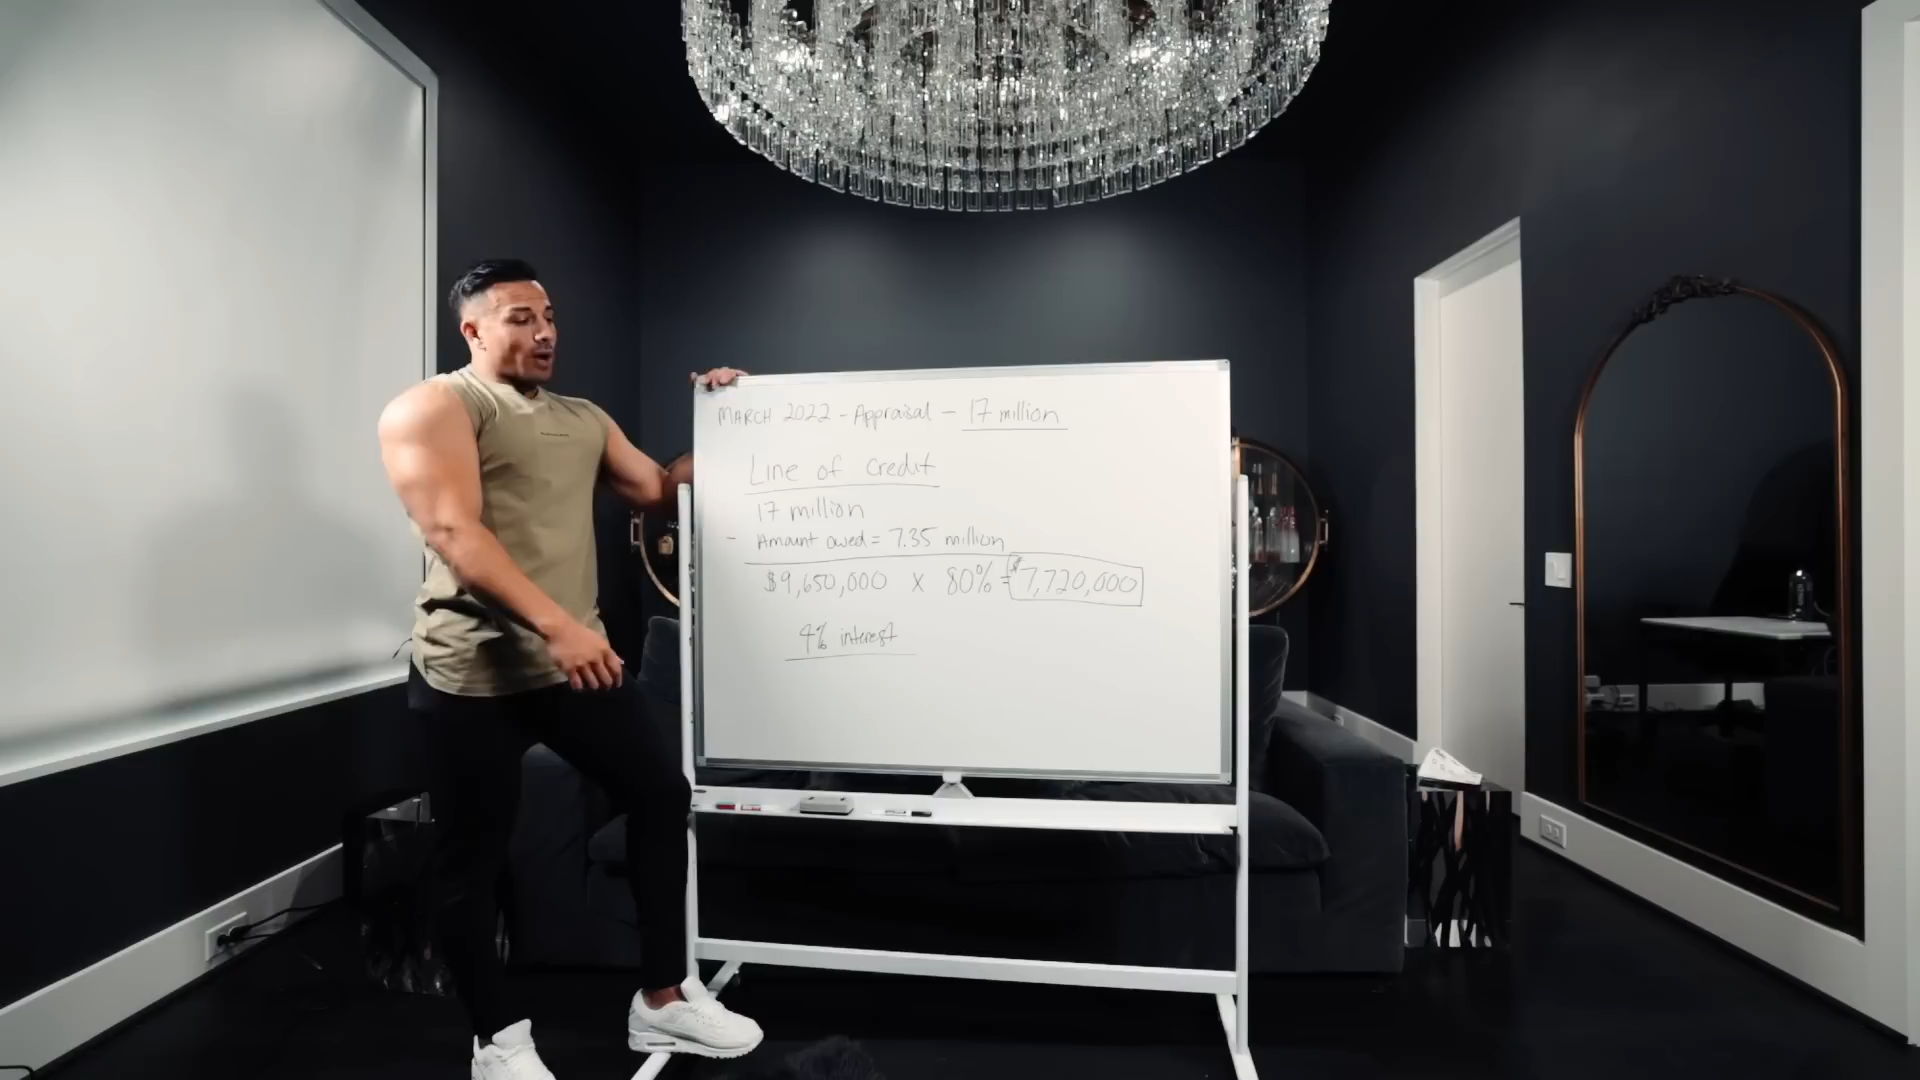 MARCH 2022 - Appraisal - 17 million
Line of credit
17 million
- Amount owed = 7.35 million
$9,650,000 x 80% = $7,720,000
4% interest